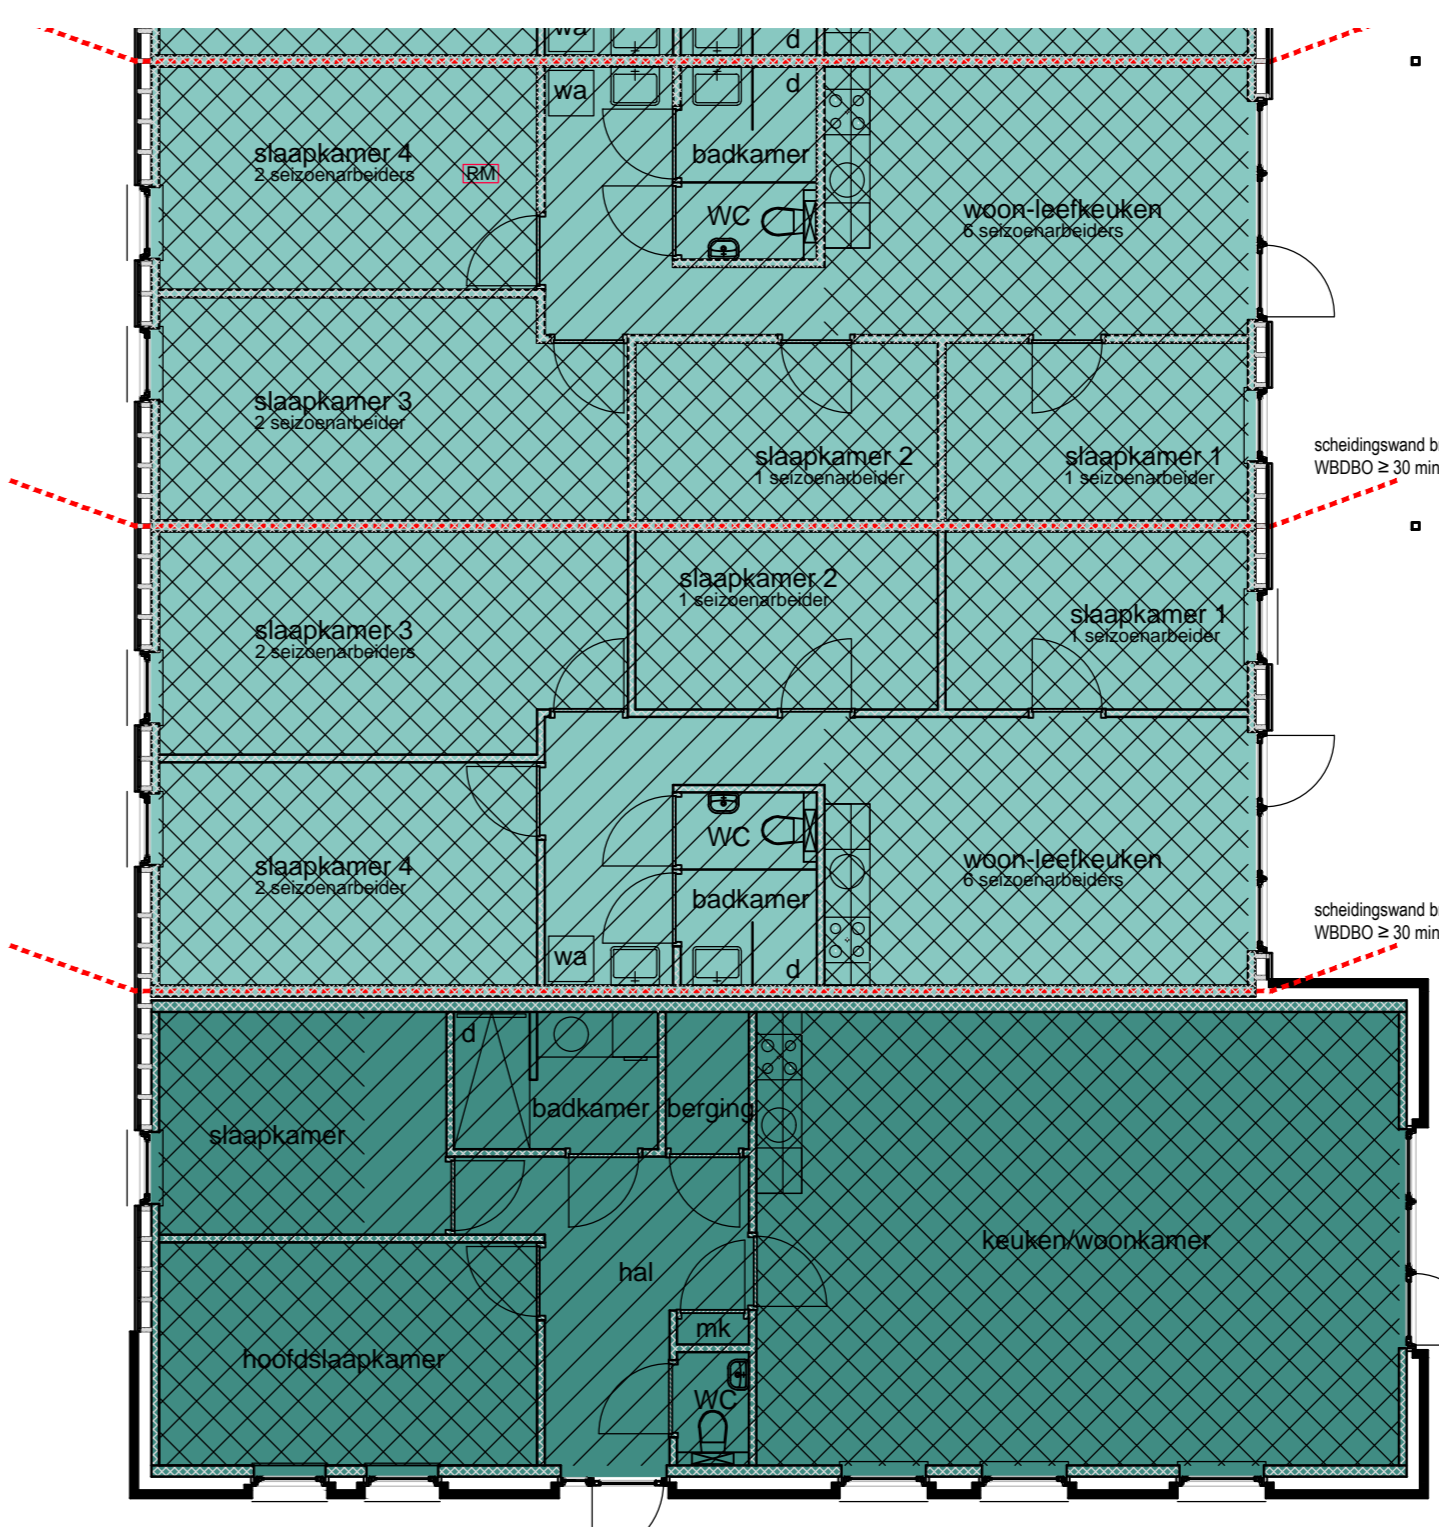 wa
d
wa
d
slaapkamer 4
2 seizoenarbeiders
RM
badkamer
WC
woon-leefkeuken
6 seizoenarbeiders
slaapkamer 3
2 seizoenarbeider
slaapkamer 2
1 seizoenarbeider
slaapkamer 1
1 seizoenarbeider
scheidingswand
WBDBO ≥ 30 min
slaapkamer 3
2 seizoenarbeiders
slaapkamer 2
1 seizoenarbeider
slaapkamer 1
1 seizoenarbeider
slaapkamer 4
2 seizoenarbeider
WC
badkamer
wa
d
woon-leefkeuken
6 seizoenarbeiders
scheidingswand
WBDBO ≥ 30 min
d
badkamer
berging
slaapkamer
hal
keuken/woonkamer
mk
hoofdslaapkamer
WC